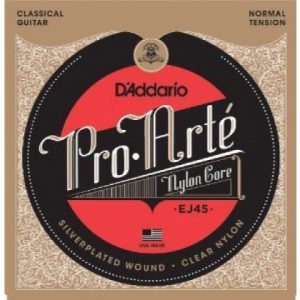 CLASSICAL GUITAR
NORMAL TENSION
D'Addario
Pro·Arté
Nylon Core
·EJ45·
USA MADE
SILVERPLATED WOUND · CLEAR NYLON